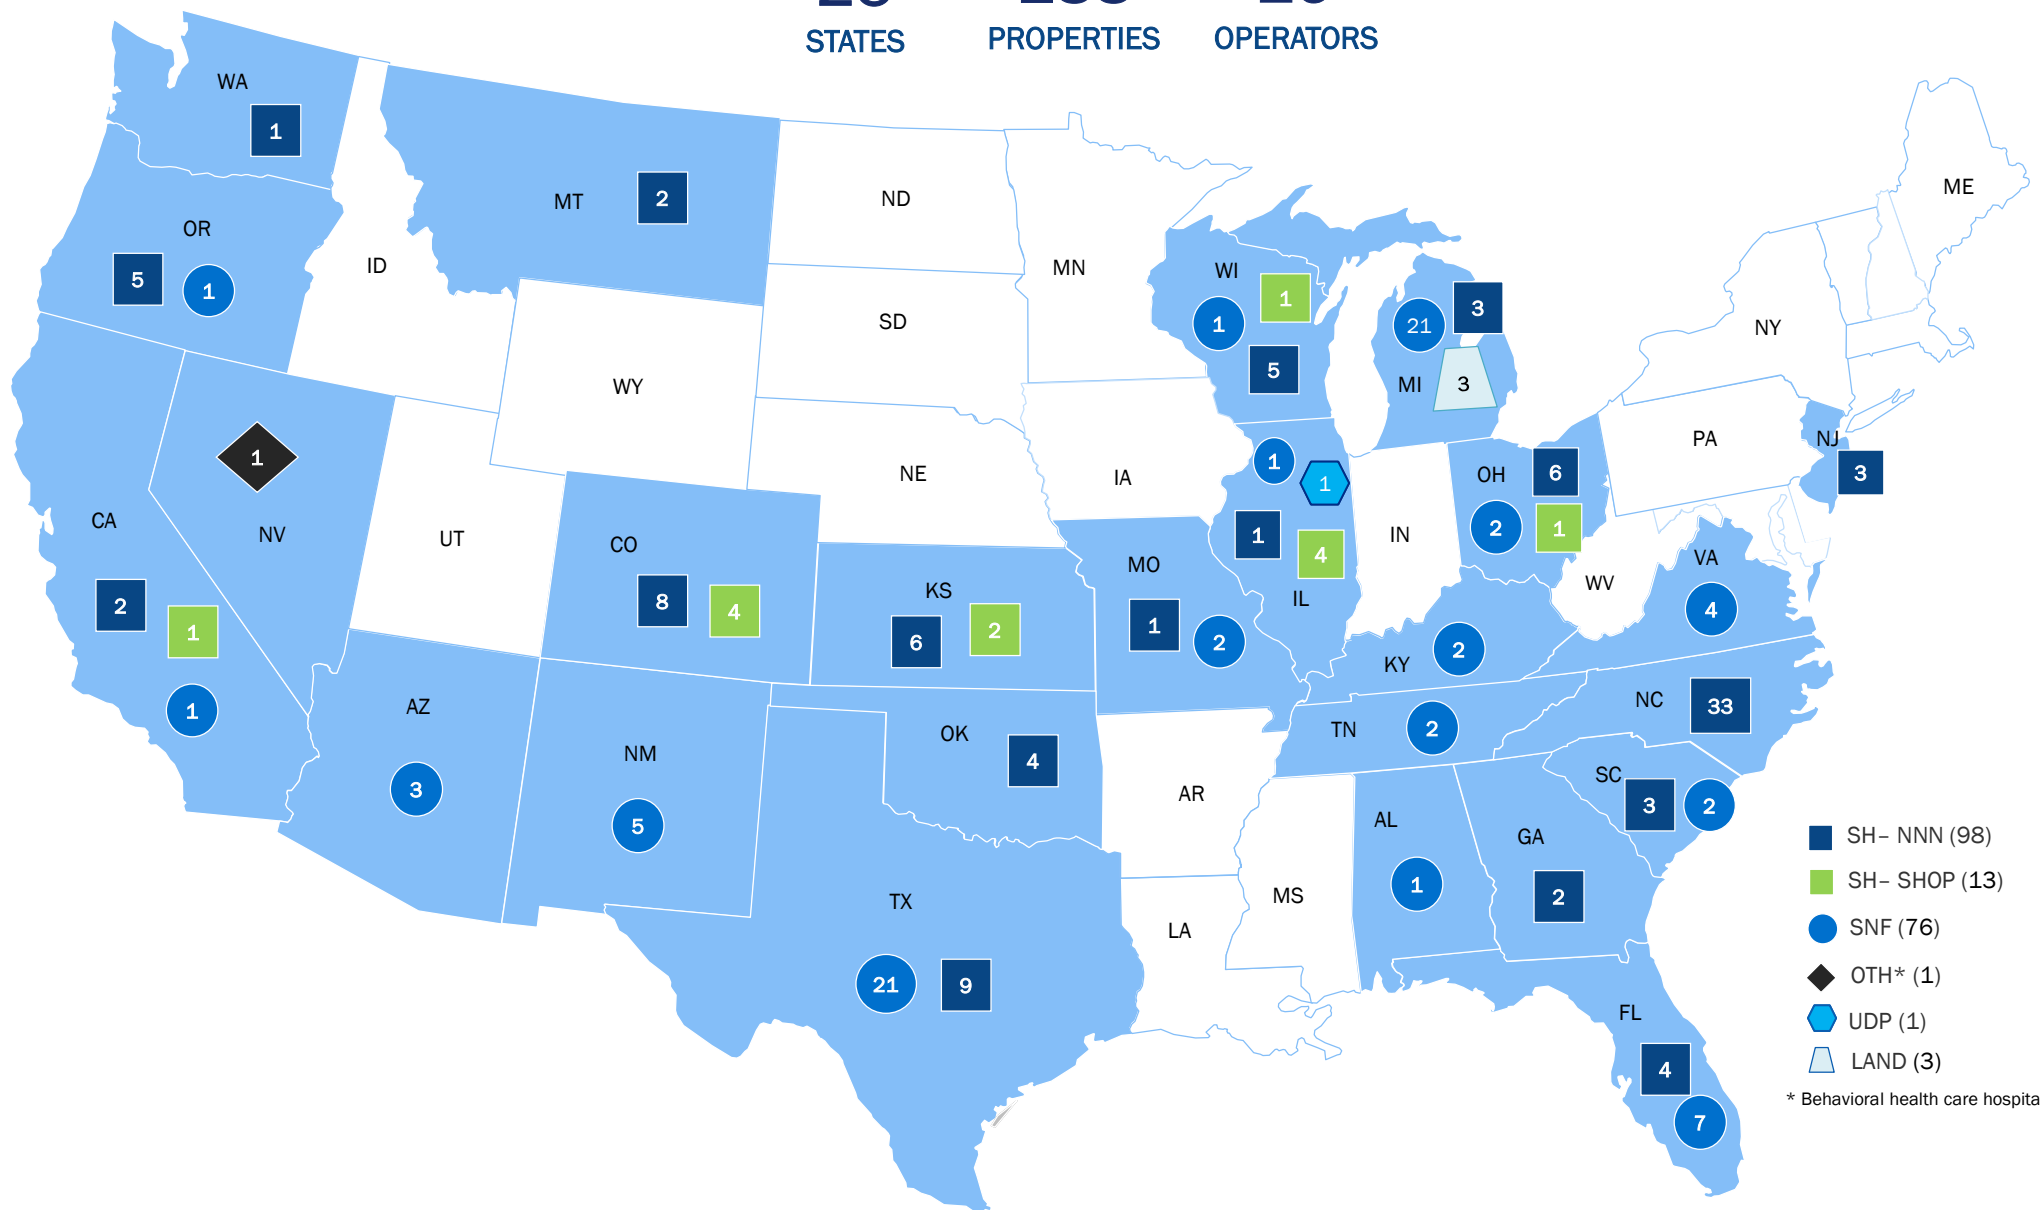 STATES PROPERTIES OPERATORS
WA
1
MT
2
ND
ME
OR
5
1
ID
MN
WI
1
1
5
21
3
MI
3
SD
NY
WY
1
NV
NE
IA
1
1
1
4
IL
OH
6
2
1
PA
NJ
3
CA
2
1
1
UT
CO
8
4
KS
6
2
MO
1
2
IN
WV
VA
4
KY
2
AZ
3
NM
5
OK
4
TN
2
NC
33
AR
SC
3
2
AL
1
GA
2
MS
LA
TX
21
9
FL
4
7
SH– NNN (98)
SH– SHOP (13)
SNF (76)
OTH* (1)
UDP (1)
LAND (3)
* Behavioral health care hospita